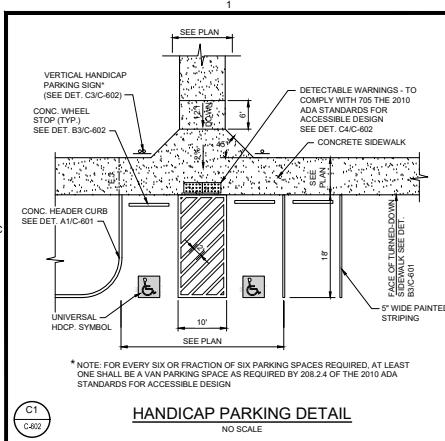 1
SEE PLAN
VERTICAL HANDICAP
PARKING SIGN*
(SEE DET. C3/C-602)
CONC. WHEEL
STOP (TYP.)
SEE DET. B3/C-602
DETECTABLE WARNINGS - TO
COMPLY WITH 705 THE 2010
ADA STANDARDS FOR
ACCESSIBLE DESIGN
SEE DET. C4/C-602
CONCRETE SIDEWALK
6'
DOWN
45°
SEE
PLAN
CONC. HEADER CURB
SEE DET. A1/C-601
C
18'
FACE OF TURNED-DOWN
SIDEWALK SEE DET.
B3/C-601
UNIVERSAL
HDCP. SYMBOL
10'
5" WIDE PAINTED
STRIPING
SEE PLAN
* NOTE: FOR EVERY SIX OR FRACTION OF SIX PARKING SPACES REQUIRED, AT LEAST
ONE SHALL BE A VAN PARKING SPACE AS REQUIRED BY 208.2.4 OF THE 2010 ADA
STANDARDS FOR ACCESSIBLE DESIGN
C1
C-602
HANDICAP PARKING DETAIL
NO SCALE